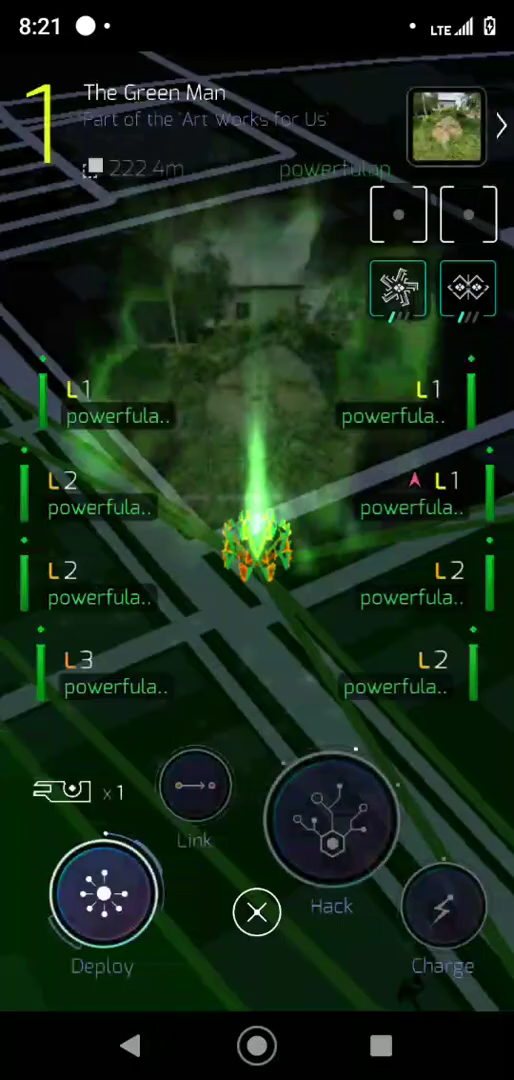 8:21
LTE
1
The Green Man
Part of the 'Art Works for Us'
222.4m
powerfulap
L1
powerfula..
L1
powerfula..
L2
powerfula..
L1
powerfula..
L2
powerfula..
L2
powerfula..
L3
powerfula..
L2
powerfula..
x1
Link
Hack
Deploy
Charge